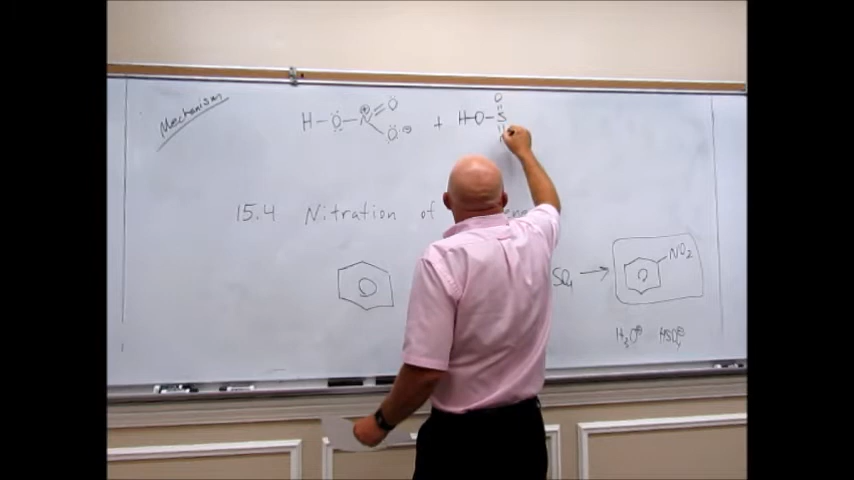 Mechanism
H-O-N=O O⊖ + H-O-S O
15.4 Nitration of
SO4 → NO2
H3O⊕ HSO4⊖